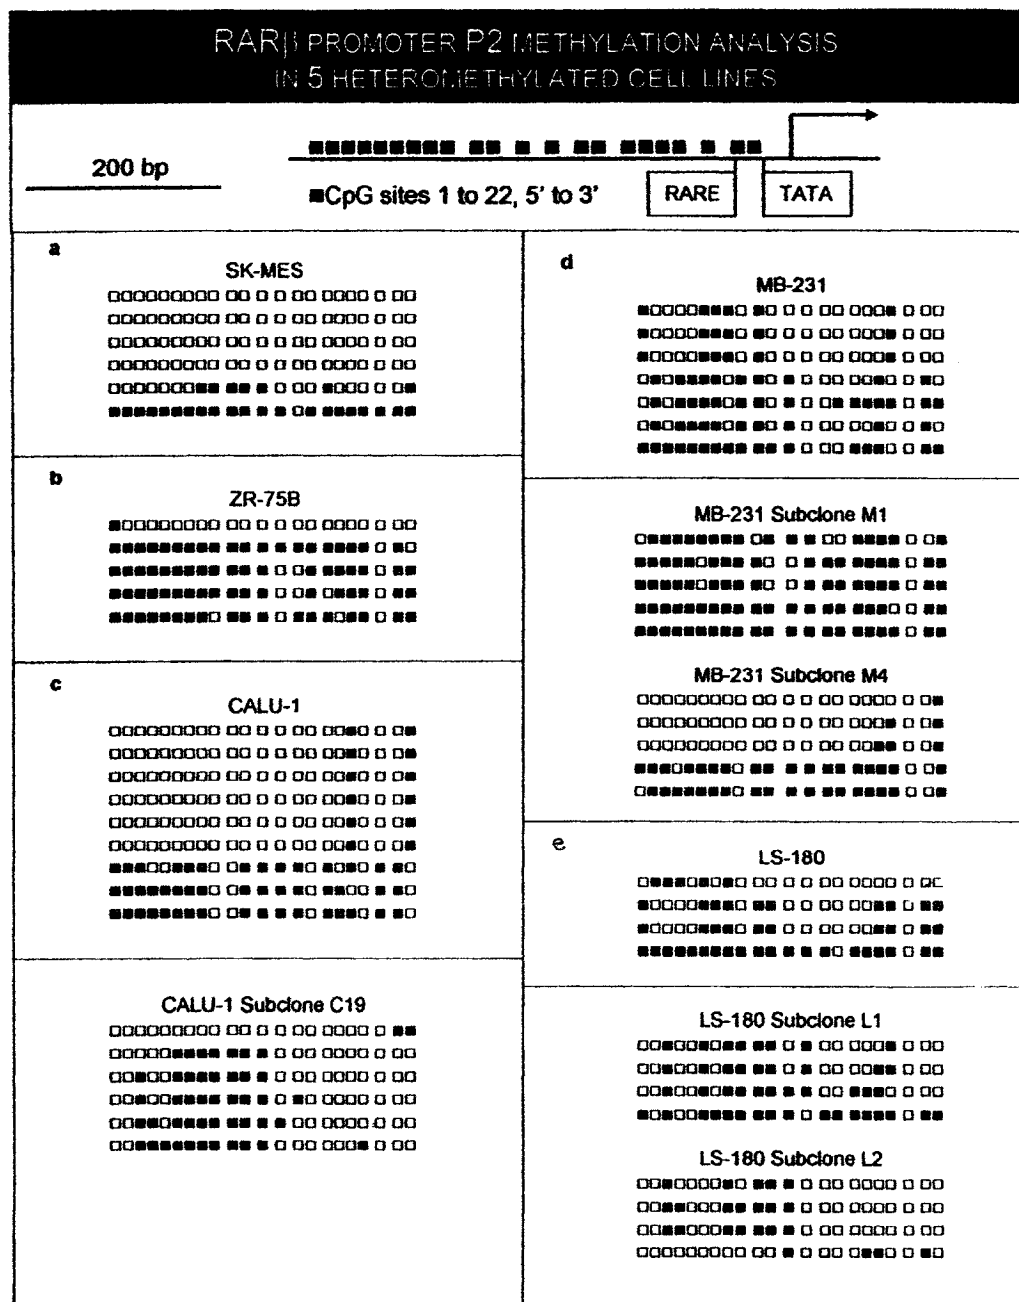 RARβ PROMOTER P2 METHYLATION ANALYSIS
IN 5 HETEROMETHYLATED CELL LINES
200 bp
CpG sites 1 to 22, 5' to 3'
RARE
TATA
a
SK-MES
b
ZR-75B
c
CALU-1
CALU-1 Subclone C19
d
MB-231
MB-231 Subclone M1
MB-231 Subclone M4
e
LS-180
LS-180 Subclone L1
LS-180 Subclone L2